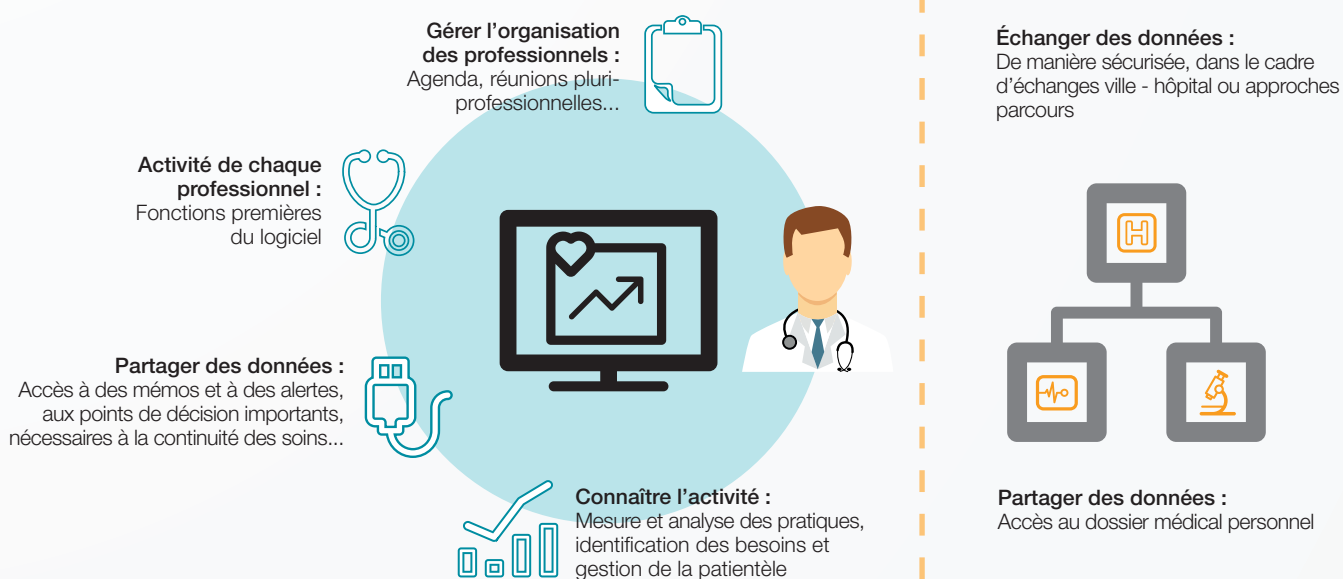 Gérer l'organisation
des professionnels :
Agenda, réunions pluri-
professionnelles...
Activité de chaque
professionnel :
Fonctions premières
du logiciel
Partager des données :
Accès à des mémos et à des alertes,
aux points de décision importants,
nécessaires à la continuité des soins...
Connaître l'activité :
Mesure et analyse des pratiques,
identification des besoins et
gestion de la patientèle
Échanger des données :
De manière sécurisée, dans le cadre
d'échanges ville - hôpital ou approches
parcours
H
Partager des données :
Accès au dossier médical personnel